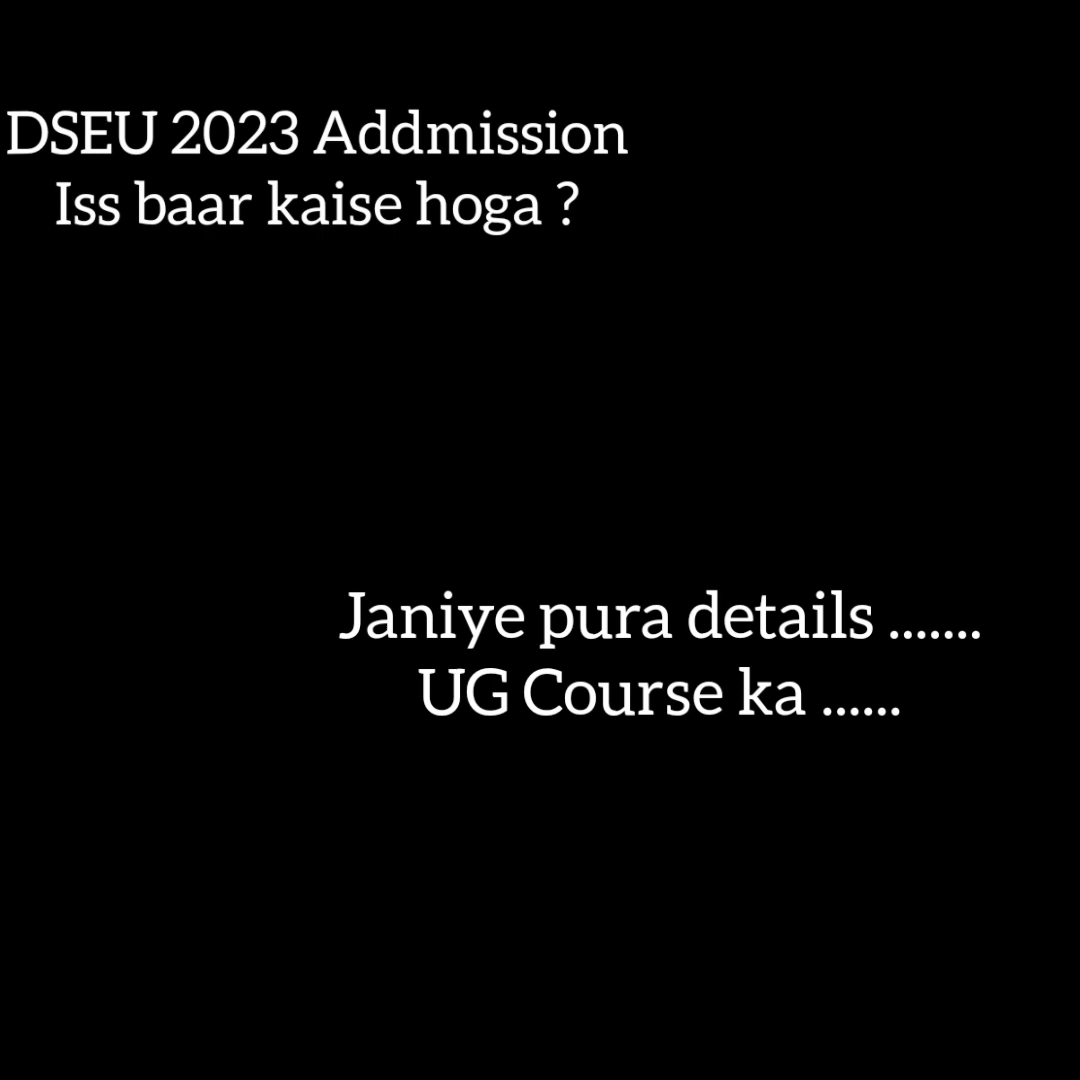 DSEU 2023 Addmission
Iss baar kaise hoga ?
Janiye pura details .......
UG Course ka ......